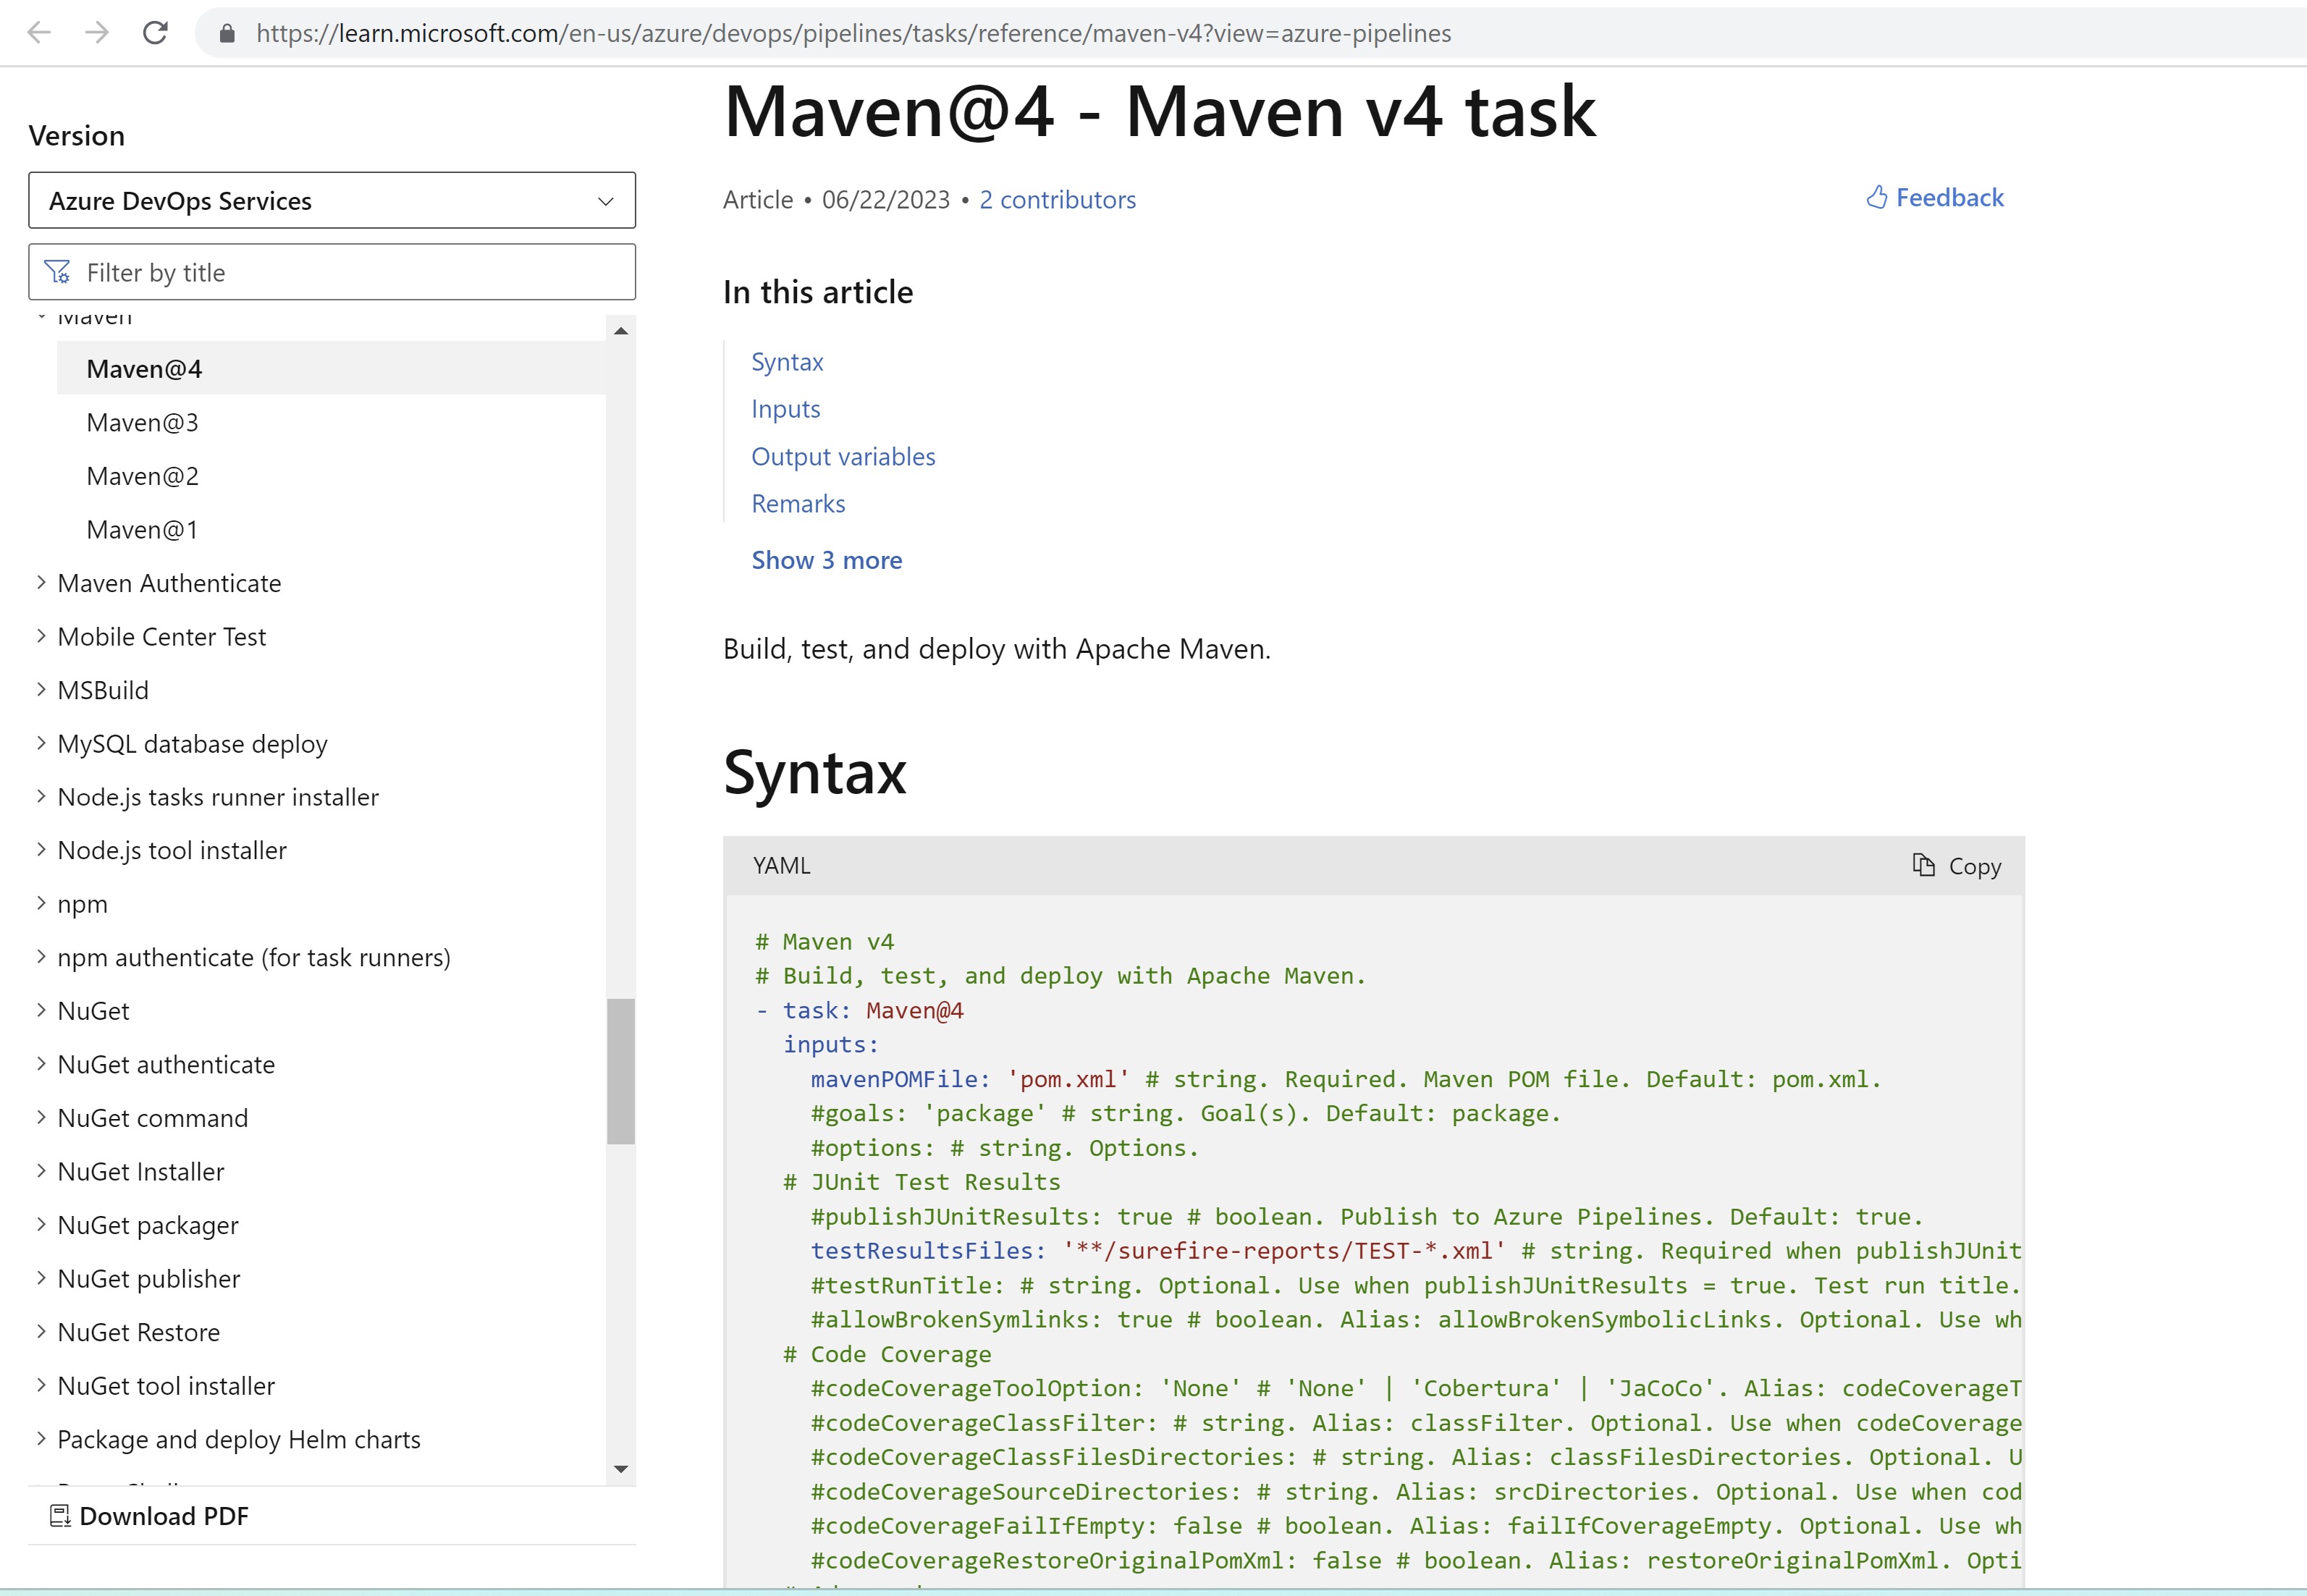 https://learn.microsoft.com/en-us/azure/devops/pipelines/tasks/reference/maven-v4?view=azure-pipelines
Version
Azure DevOps Services
Filter by title
Maven
Maven@4
Maven@3
Maven@2
Maven@1
Maven Authenticate
Mobile Center Test
MSBuild
MySQL database deploy
Node.js tasks runner installer
Node.js tool installer
npm
npm authenticate (for task runners)
NuGet
NuGet authenticate
NuGet command
NuGet Installer
NuGet packager
NuGet publisher
NuGet Restore
NuGet tool installer
Package and deploy Helm charts
Download PDF
Maven@4 - Maven v4 task
Article • 06/22/2023 • 2 contributors
Feedback
In this article
Syntax
Inputs
Output variables
Remarks
Show 3 more
Build, test, and deploy with Apache Maven.
Syntax
YAML
Copy
# Maven v4
# Build, test, and deploy with Apache Maven.
- task: Maven@4
inputs:
mavenPOMFile: 'pom.xml' # string. Required. Maven POM file. Default: pom.xml.
#goals: 'package' # string. Goal(s). Default: package.
#options: # string. Options.
# JUnit Test Results
#publishJUnitResults: true # boolean. Publish to Azure Pipelines. Default: true.
testResultsFiles: '**/surefire-reports/TEST-*.xml' # string. Required when publishJUnit
#testRunTitle: # string. Optional. Use when publishJUnitResults = true. Test run title.
#allowBrokenSymlinks: true # boolean. Alias: allowBrokenSymbolicLinks. Optional. Use wh
# Code Coverage
#codeCoverageToolOption: 'None' # 'None' | 'Cobertura' | 'JaCoCo'. Alias: codeCoverageT
#codeCoverageClassFilter: # string. Alias: classFilter. Optional. Use when codeCoverage
#codeCoverageClassFilesDirectories: # string. Alias: classFilesDirectories. Optional. U
#codeCoverageSourceDirectories: # string. Alias: srcDirectories. Optional. Use when cod
#codeCoverageFailIfEmpty: false # boolean. Alias: failIfCoverageEmpty. Optional. Use wh
#codeCoverageRestoreOriginalPomXml: false # boolean. Alias: restoreOriginalPomXml. Opti